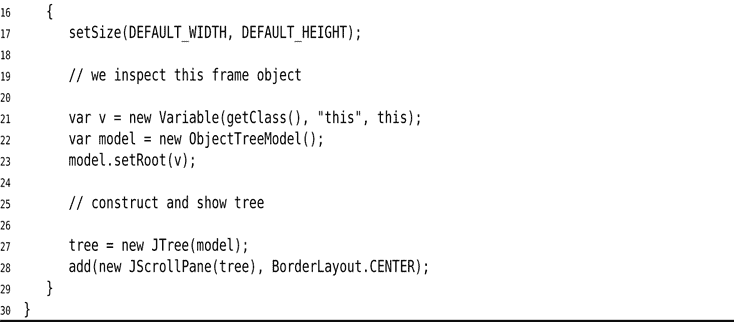 16 {
17 setSize(DEFAULT_WIDTH, DEFAULT_HEIGHT);
18
19 // we inspect this frame object
20
21 var v = new Variable(getClass(), "this", this);
22 var model = new ObjectTreeModel();
23 model.setRoot(v);
24
25 // construct and show tree
26
27 tree = new JTree(model);
28 add(new JScrollPane(tree), BorderLayout.CENTER);
29 }
30 }